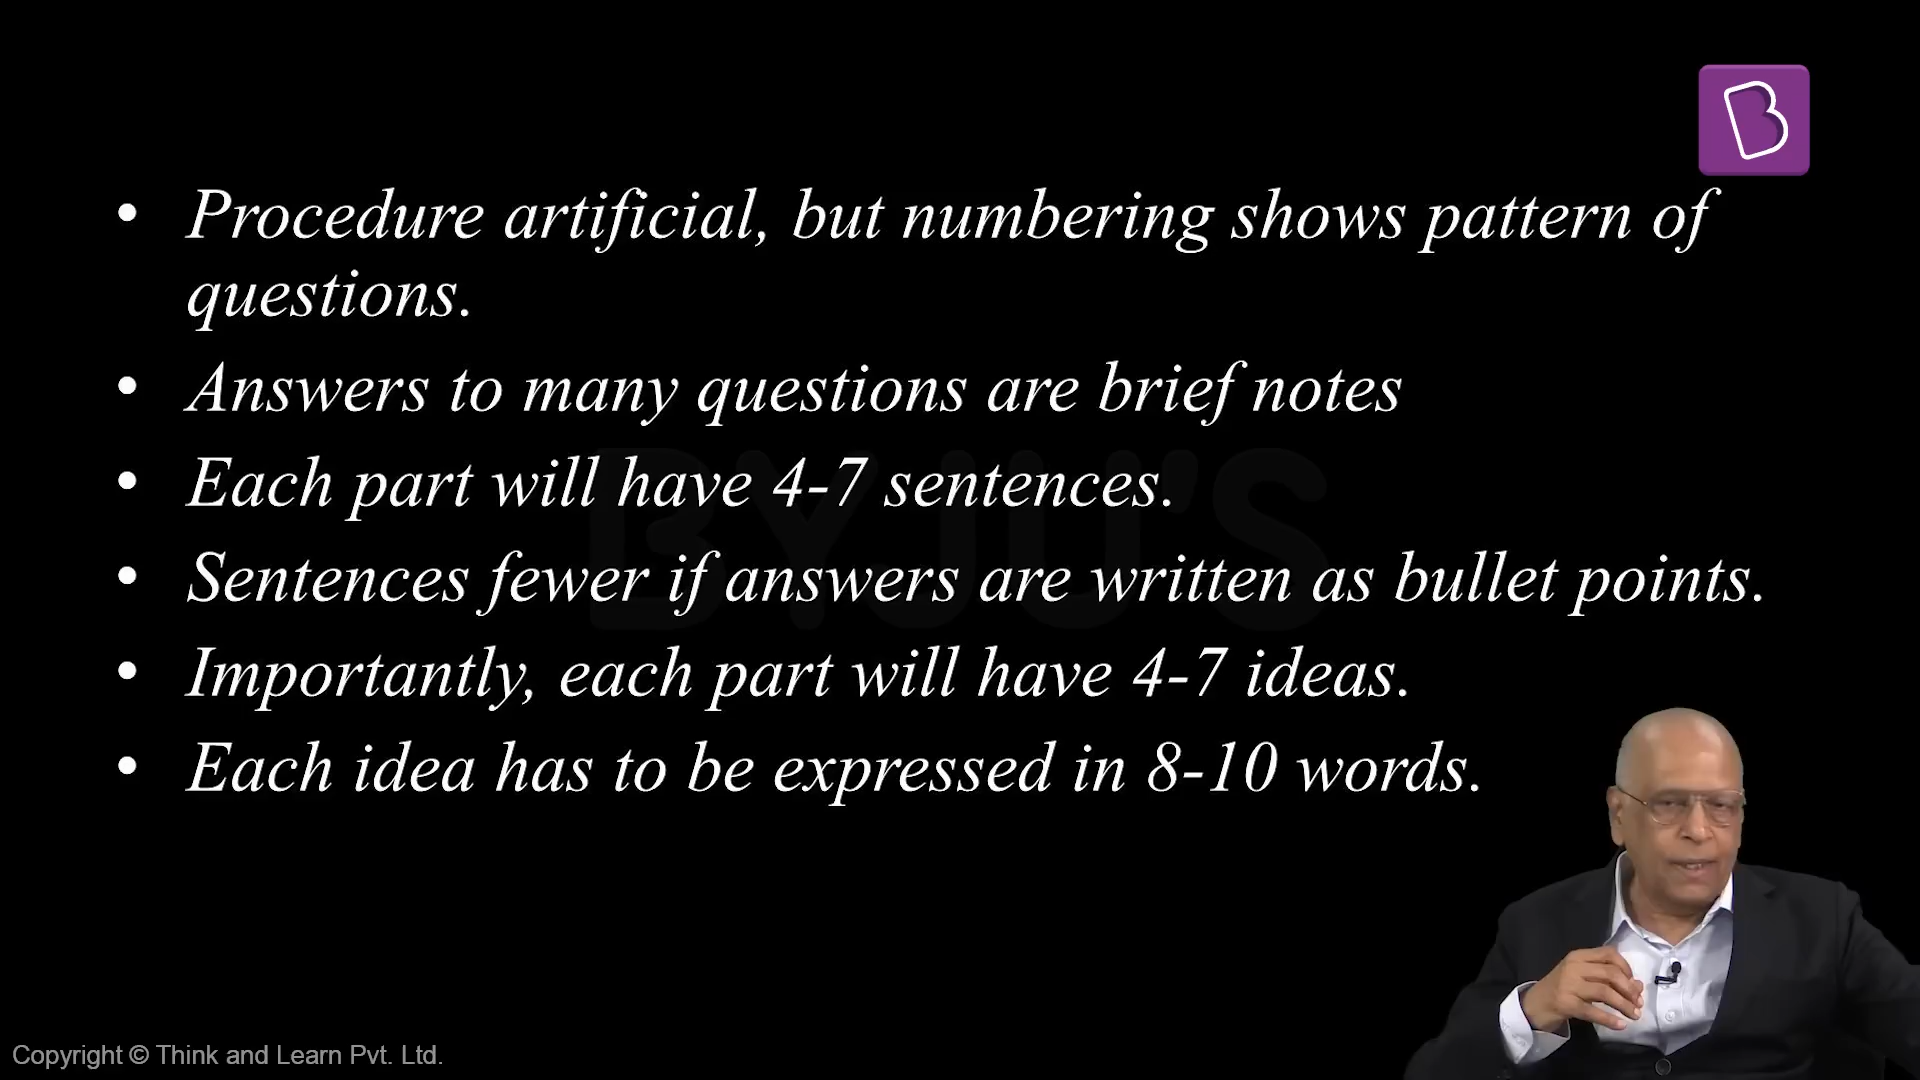 • Procedure artificial, but numbering shows pattern of
questions.
• Answers to many questions are brief notes
• Each part will have 4-7 sentences.
• Sentences fewer if answers are written as bullet points.
• Importantly, each part will have 4-7 ideas.
• Each idea has to be expressed in 8-10 words.
BYJU'S
Copyright © Think and Learn Pvt. Ltd.